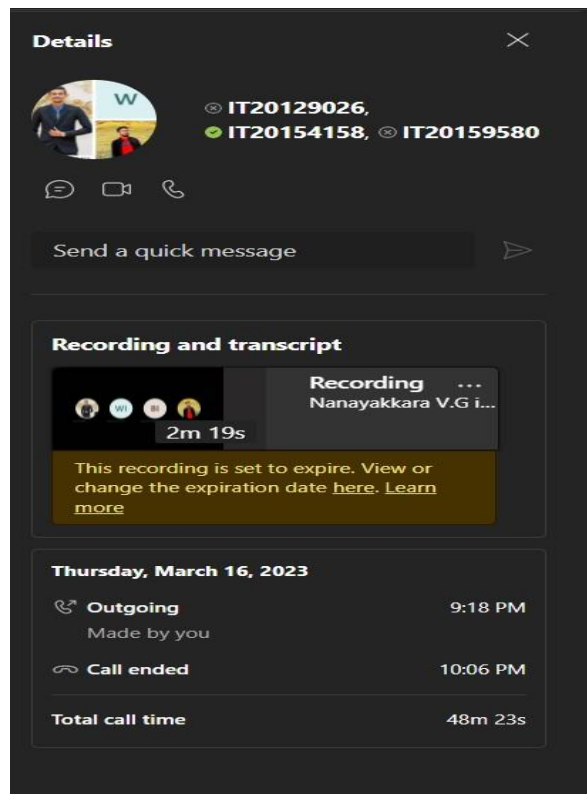 Details
W
IT20129026,
IT20154158, IT20159580
Send a quick message
Recording and transcript
Recording ...
Nanayakkara V.G i...
WI BI
2m 19s
This recording is set to expire. View or
change the expiration date here. Learn
more
Thursday, March 16, 2023
Outgoing 9:18 PM
Made by you
Call ended 10:06 PM
Total call time 48m 23s